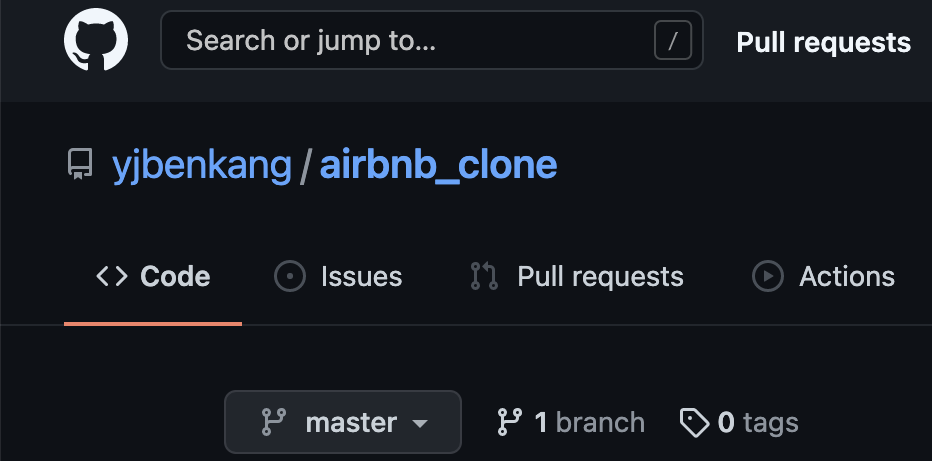 Search or jump to... / Pull requests
yjbenkang / airbnb_clone
<> Code Issues Pull requests Actions
master 1 branch 0 tags